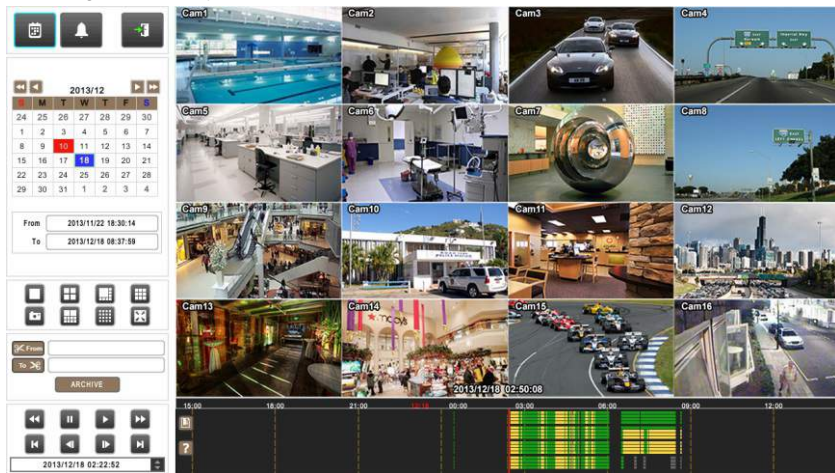 2013/12
S M T W T F S
24 25 26 27 28 29 30
1 2 3 4 5 6 7
8 9 10 11 12 13 14
15 16 17 18 19 20 21
22 23 24 25 26 27 28
29 30 31 1 2 3 4
From 2013/11/22 18:30:14
To 2013/12/18 08:37:59
From
To
ARCHIVE
2013/12/18 02:22:52
Cam1 Cam2 Cam3 Cam4
Cam5 Cam6 Cam7 Cam8
Cam9 Cam10 Cam11 Cam12
Cam13 Cam14 Cam15 Cam16
macys
2013/12/18 02:50:08
15:00 18:00 21:00 12/18 00:00 03:00 06:00 09:00 12:00
?